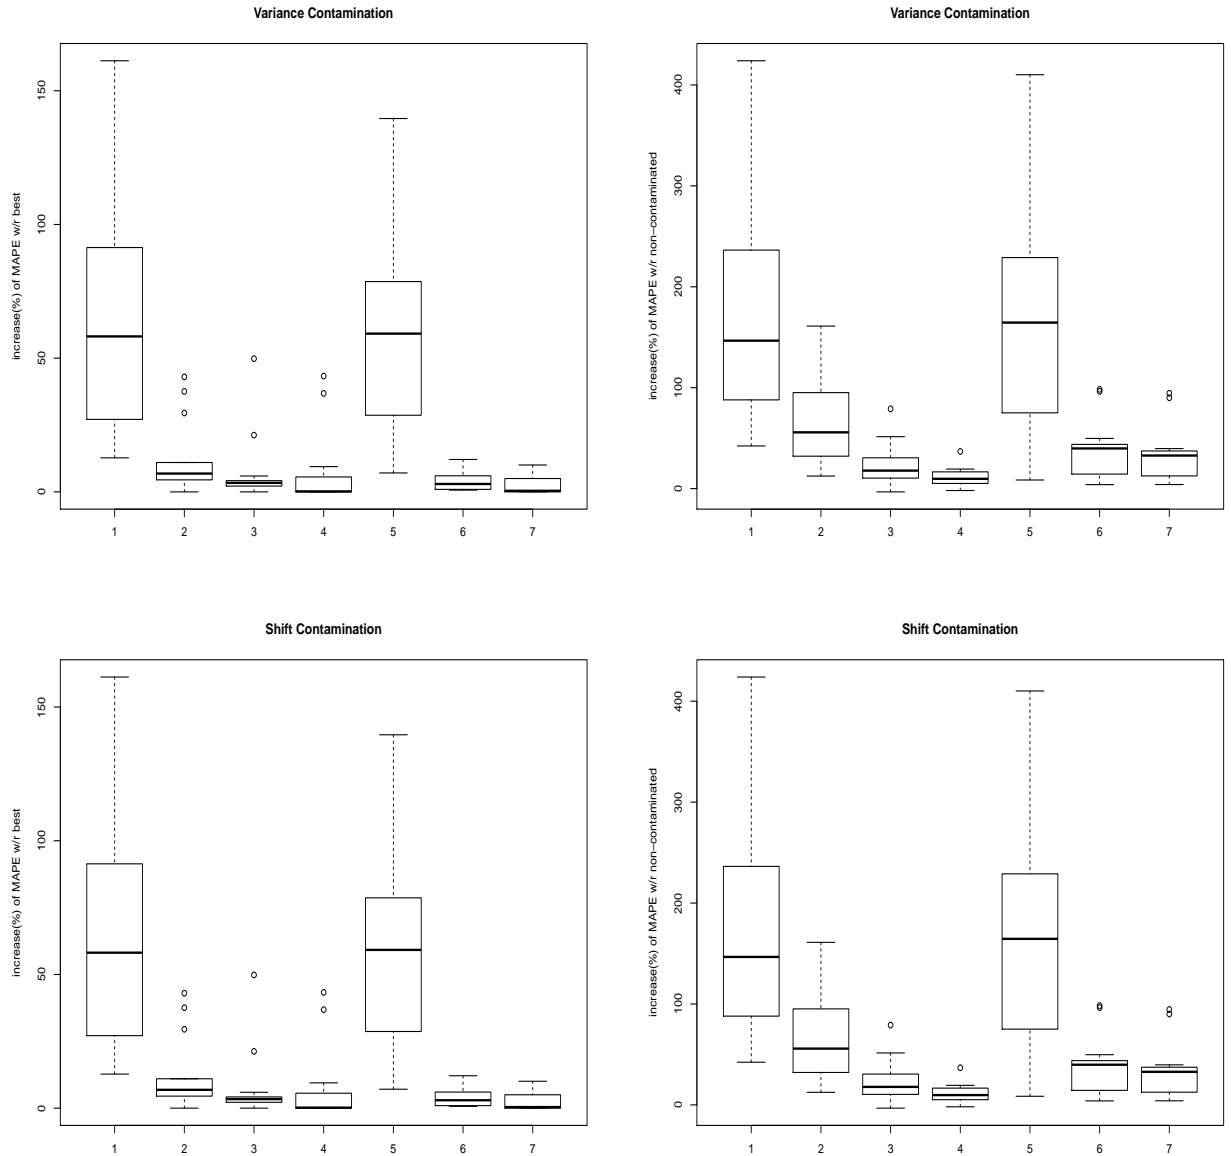 Variance Contamination
increase(%) of MAPE w/r best
150
100
50
0
1 2 3 4 5 6 7
Variance Contamination
increase(%) of MAPE w/r non−contaminated
400
300
200
100
0
1 2 3 4 5 6 7
Shift Contamination
increase(%) of MAPE w/r best
150
100
50
0
1 2 3 4 5 6 7
Shift Contamination
increase(%) of MAPE w/r non−contaminated
400
300
200
100
0
1 2 3 4 5 6 7